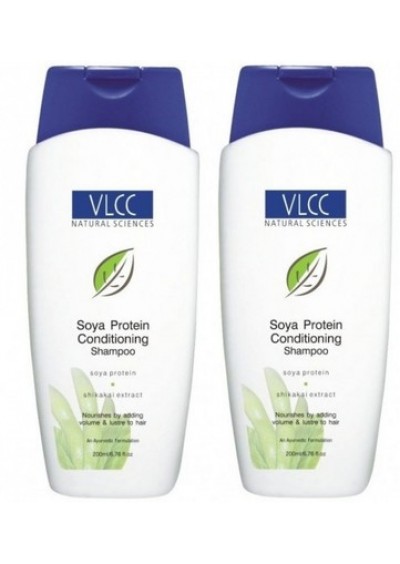 VLCC
NATURAL SCIENCES
Soya Protein
Conditioning
Shampoo
soya protein
shikakai extract
Nourishes by adding
volume & lustre to hair
An Ayurvedic Formulation
200ml/6.76 fl.oz
VLCC
NATURAL SCIENCES
Soya Protein
Conditioning
Shampoo
soya protein
shikakai extract
Nourishes by adding
volume & lustre to hair
An Ayurvedic Formulation
200ml/6.76 fl.oz